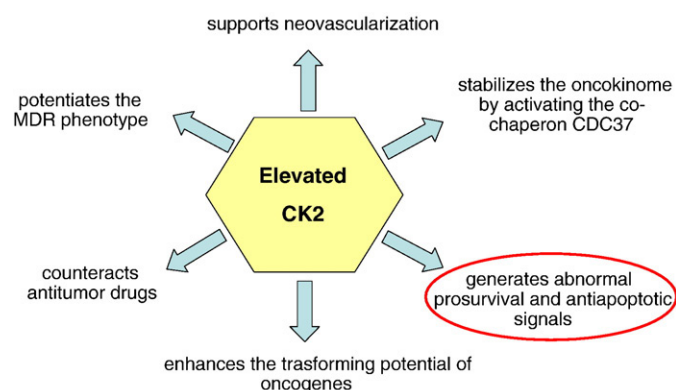 supports neovascularization
potentiates the
MDR phenotype
stabilizes the oncokinome
by activating the co-
chaperon CDC37
Elevated
CK2
counteracts
antitumor drugs
generates abnormal
prosurvival and antiapoptotic
signals
enhances the trasforming potential of
oncogenes